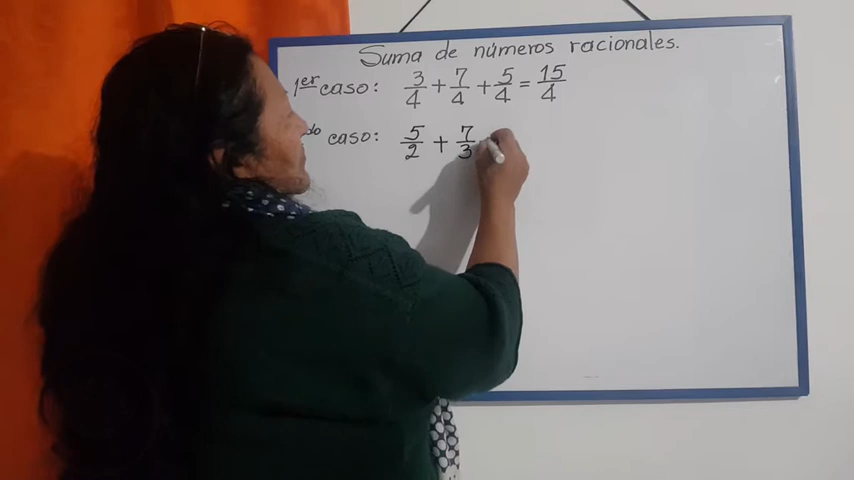 Suma de números racionales.
1er caso: 3/4 + 7/4 + 5/4 = 15/4
do caso: 5/2 + 7/3